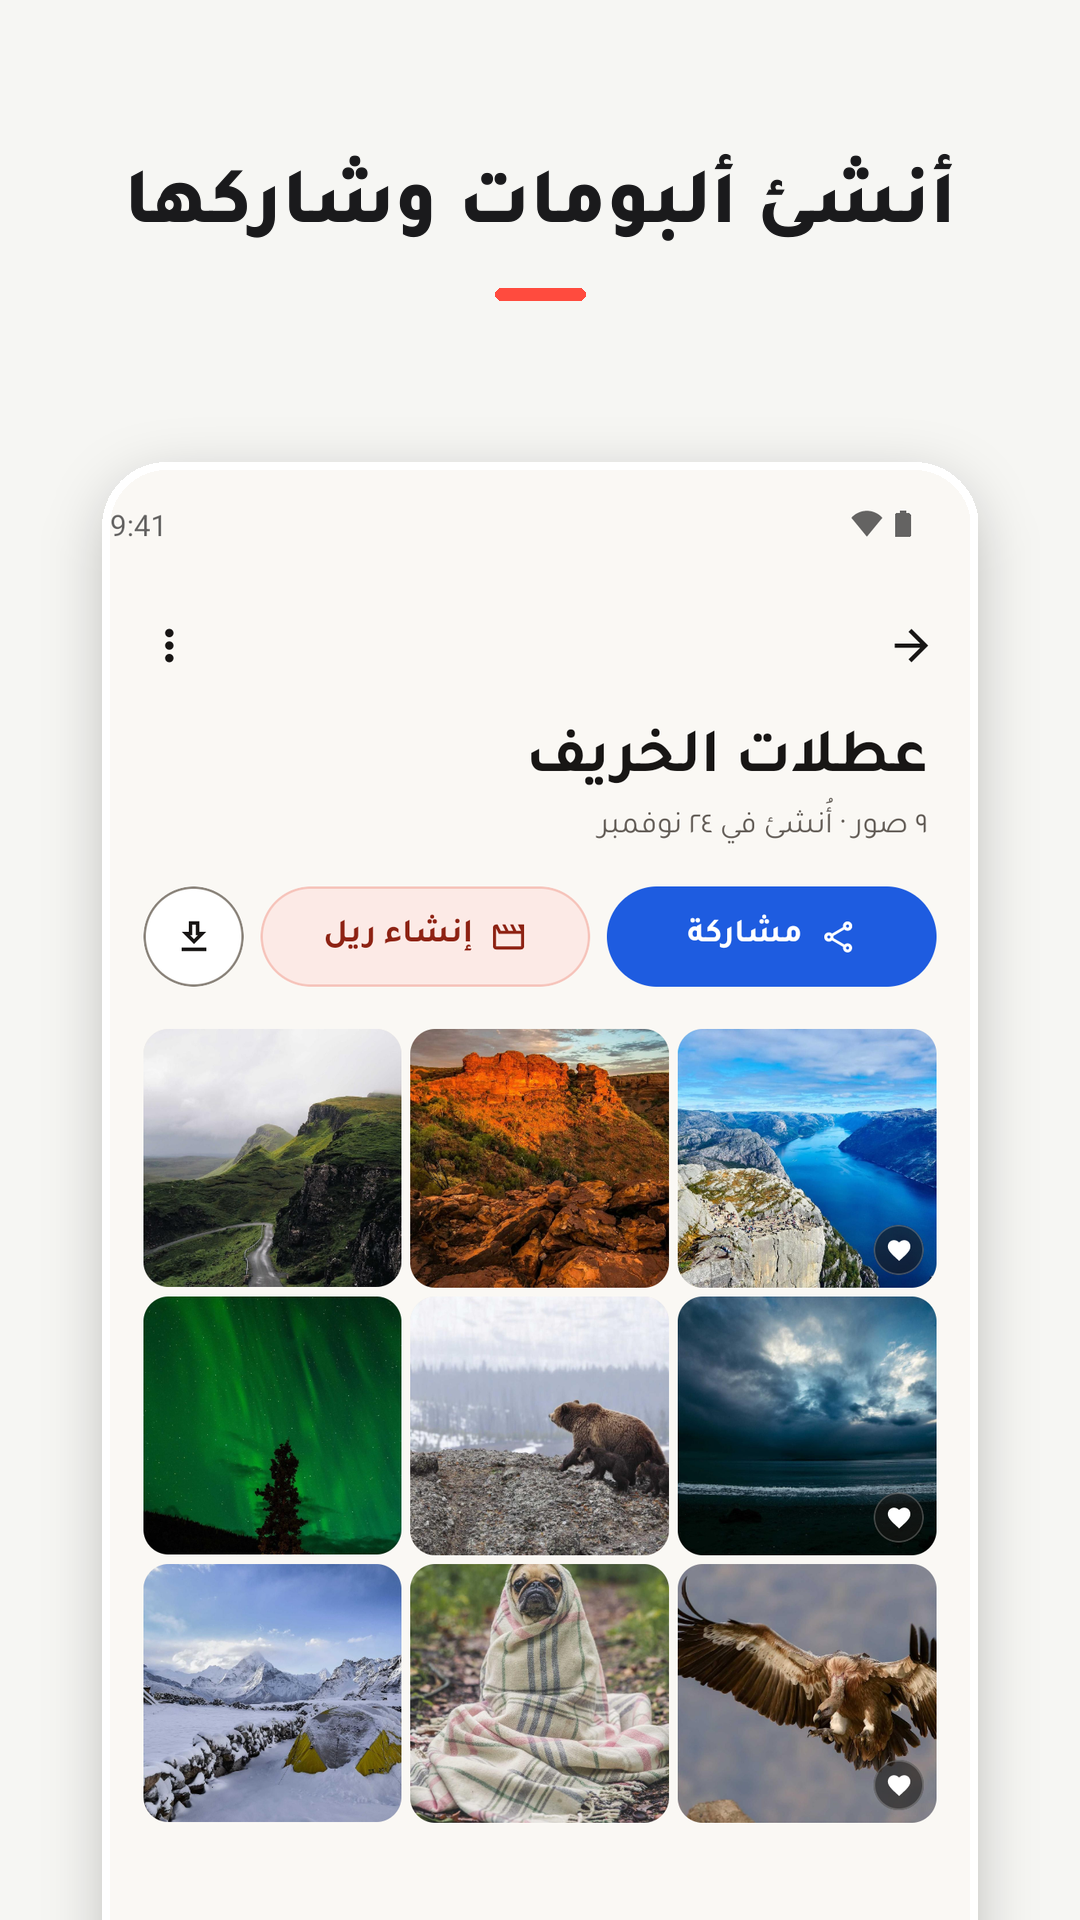 أنشئ ألبومات وشاركها
9:41
عطلات الخريف
٩ صور · أُنشئ في ٢٤ نوفمبر
مشاركة
إنشاء ريل